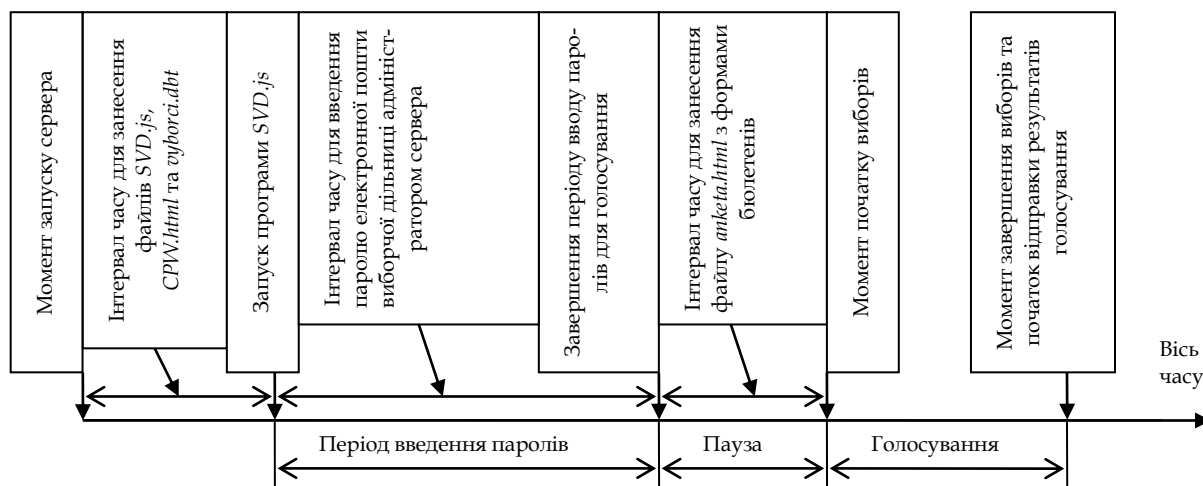 Момент запуску сервера
Інтервал часу для занесення
файлів SVD.js,
CPW.html та vyborci.dbt
Запуск програми SVD.js
Інтервал часу для введення
паролю електронної пошти
виборчої дільниці адмініст-
ратором сервера
Завершення періоду вводу паро-
лів для голосування
Інтервал часу для занесення
файлу anketa.html з формами
бюлетенів
Момент початку виборів
Момент завершення виборів та
початок відправки результатів
голосування
Вісь
часу
Період введення паролів
Пауза
Голосування